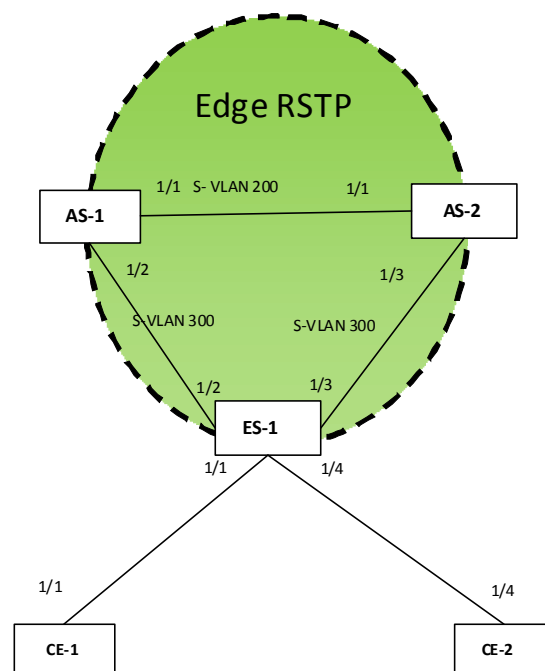 Edge RSTP
1/1 S- VLAN 200 1/1
AS-1
AS-2
1/2
1/3
S-VLAN 300
S-VLAN 300
1/2
1/3
ES-1
1/1
1/4
1/1
1/4
CE-1
CE-2